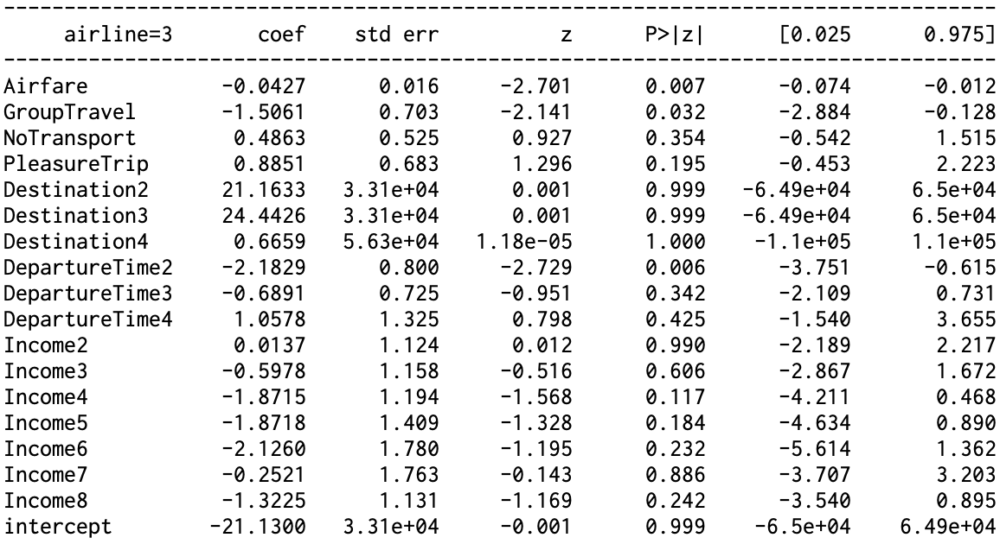 airline=3 coef std err z P>|z| [0.025 0.975]
Airfare -0.0427 0.016 -2.701 0.007 -0.074 -0.012
GroupTravel -1.5061 0.703 -2.141 0.032 -2.884 -0.128
NoTransport 0.4863 0.525 0.927 0.354 -0.542 1.515
PleasureTrip 0.8851 0.683 1.296 0.195 -0.453 2.223
Destination2 21.1633 3.31e+04 0.001 0.999 -6.49e+04 6.5e+04
Destination3 24.4426 3.31e+04 0.001 0.999 -6.49e+04 6.5e+04
Destination4 0.6659 5.63e+04 1.18e-05 1.000 -1.1e+05 1.1e+05
DepartureTime2 -2.1829 0.800 -2.729 0.006 -3.751 -0.615
DepartureTime3 -0.6891 0.725 -0.951 0.342 -2.109 0.731
DepartureTime4 1.0578 1.325 0.798 0.425 -1.540 3.655
Income2 0.0137 1.124 0.012 0.990 -2.189 2.217
Income3 -0.5978 1.158 -0.516 0.606 -2.867 1.672
Income4 -1.8715 1.194 -1.568 0.117 -4.211 0.468
Income5 -1.8718 1.409 -1.328 0.184 -4.634 0.890
Income6 -2.1260 1.780 -1.195 0.232 -5.614 1.362
Income7 -0.2521 1.763 -0.143 0.886 -3.707 3.203
Income8 -1.3225 1.131 -1.169 0.242 -3.540 0.895
intercept -21.1300 3.31e+04 -0.001 0.999 -6.5e+04 6.49e+04